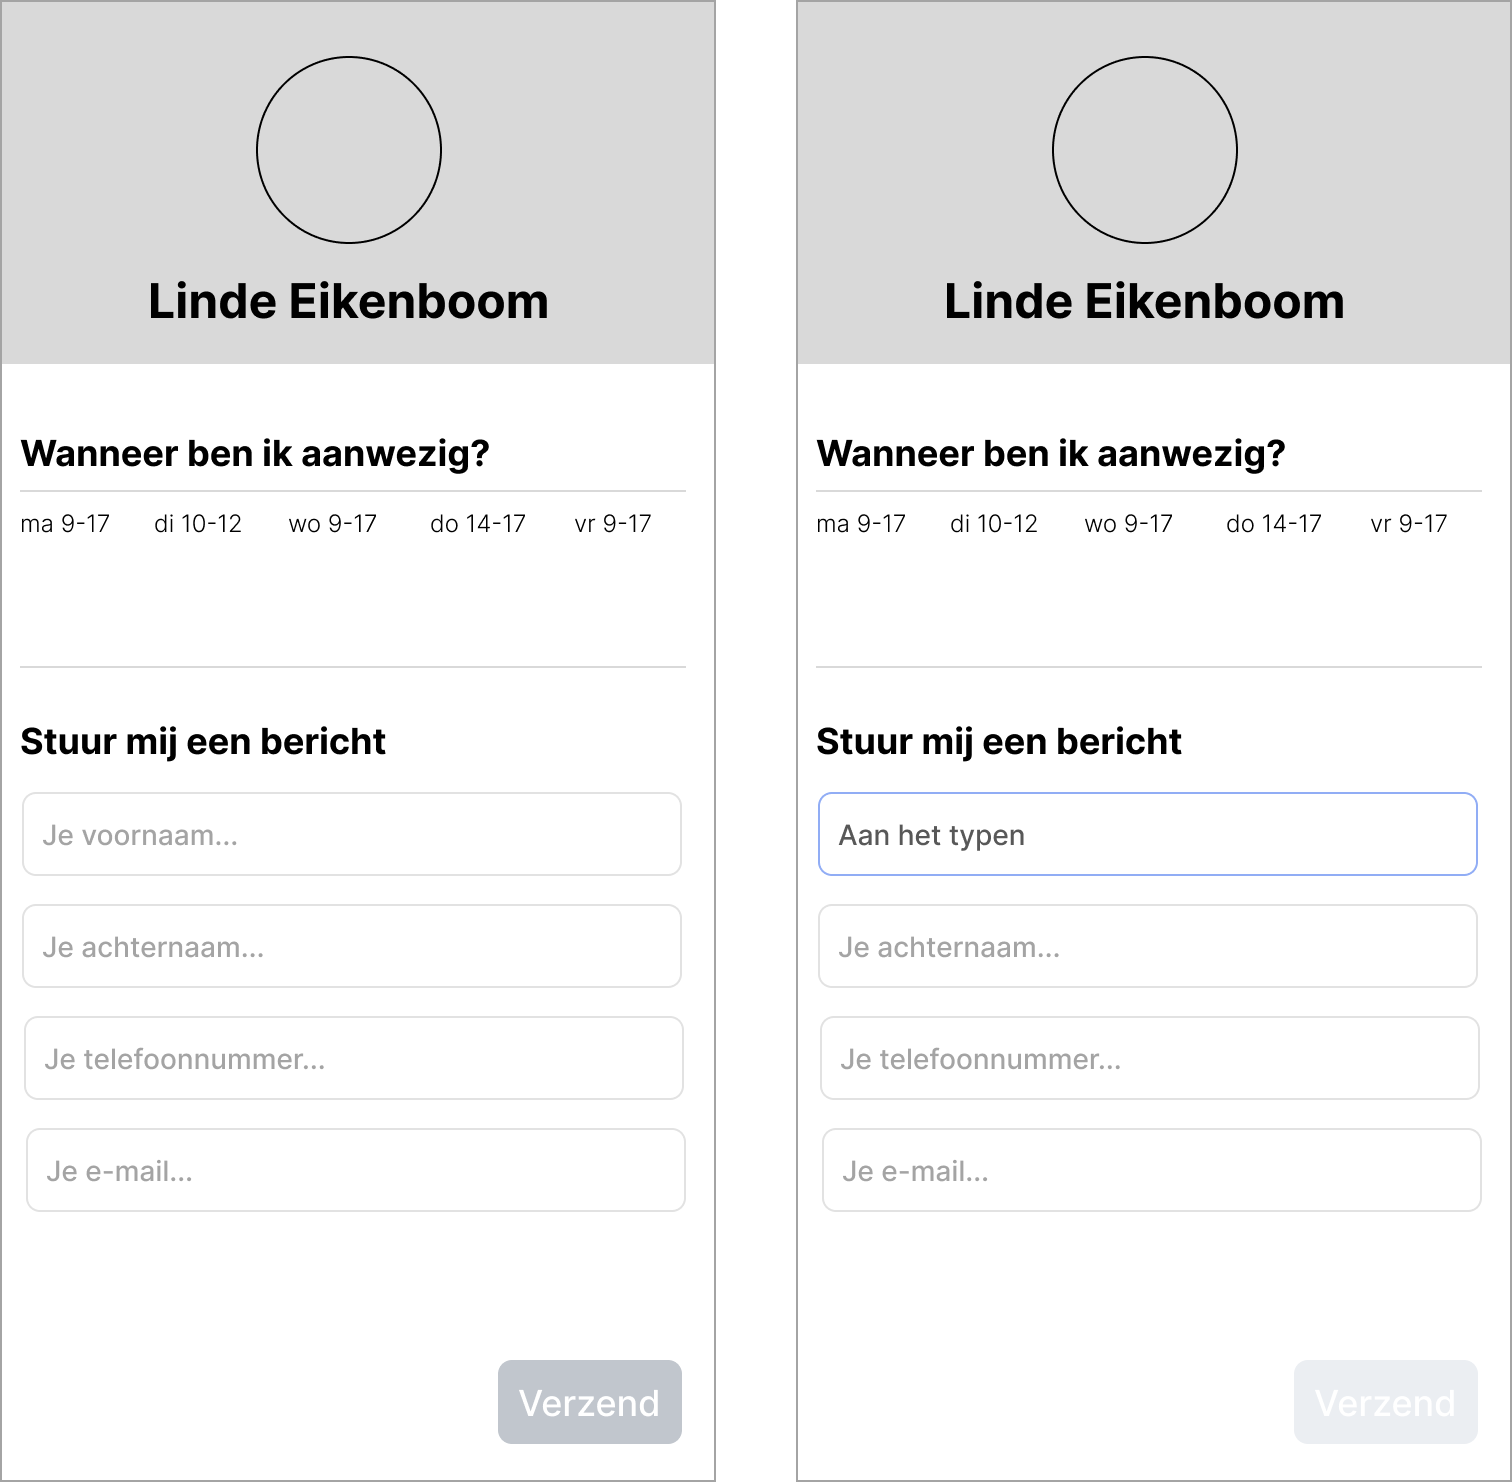 Linde Eikenboom
Wanneer ben ik aanwezig?
ma 9-17 di 10-12 wo 9-17 do 14-17 vr 9-17
Stuur mij een bericht
Je voornaam...
Je achternaam...
Je telefoonnummer...
Je e-mail...
Verzend
Linde Eikenboom
Wanneer ben ik aanwezig?
ma 9-17 di 10-12 wo 9-17 do 14-17 vr 9-17
Stuur mij een bericht
Aan het typen
Je achternaam...
Je telefoonnummer...
Je e-mail...
Verzend